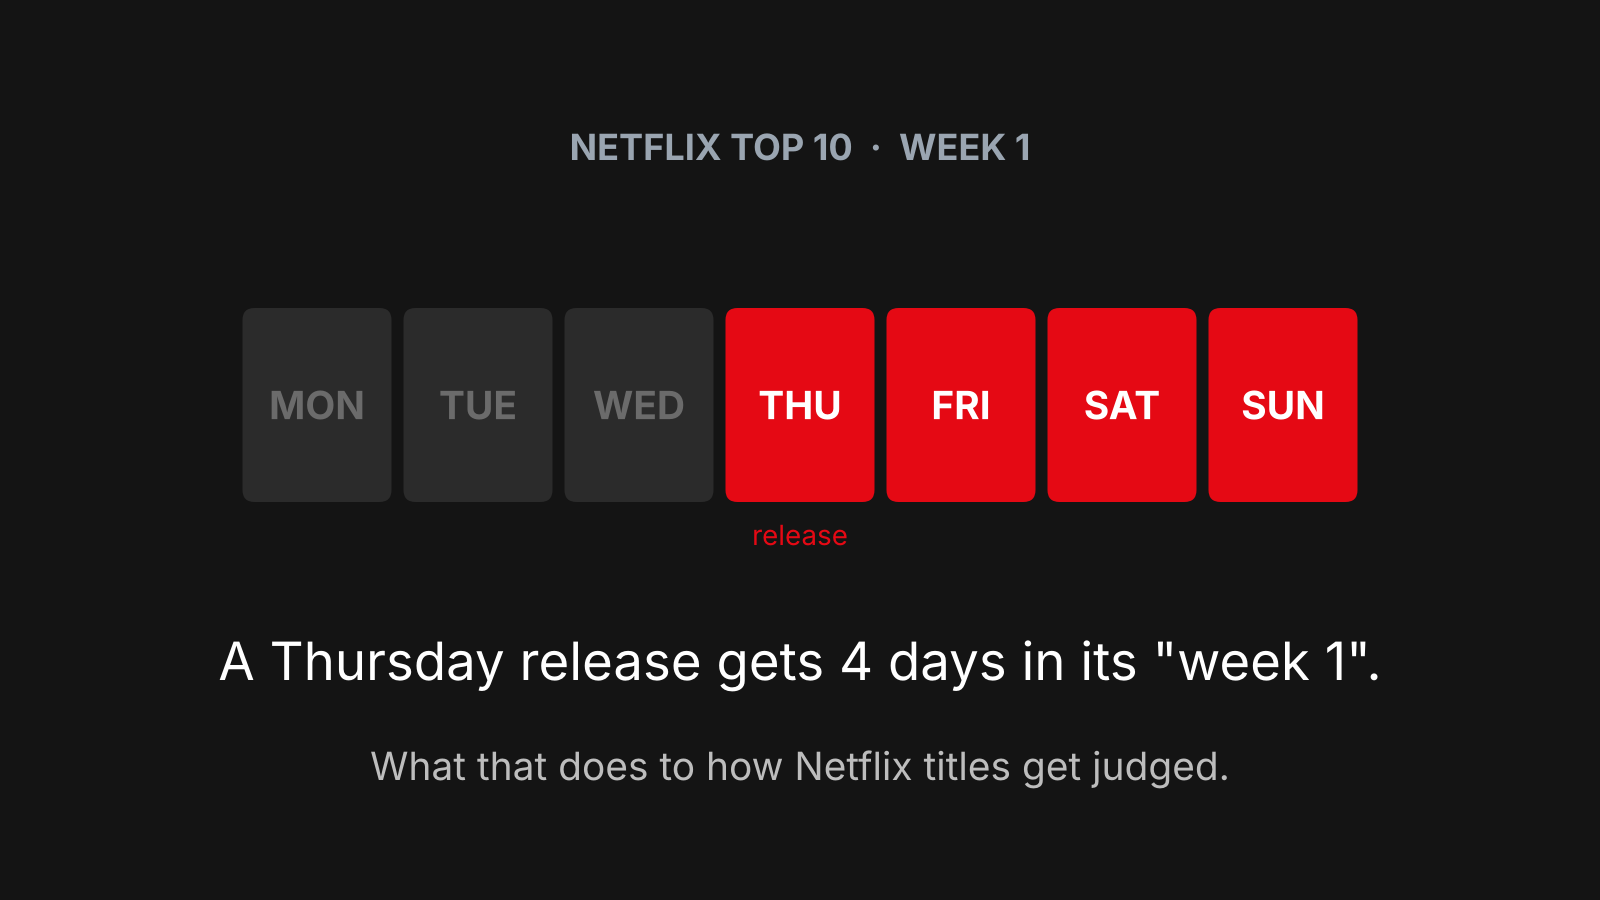 NETFLIX TOP 10 · WEEK 1
MON TUE WED THU FRI SAT SUN
release
A Thursday release gets 4 days in its "week 1".
What that does to how Netflix titles get judged.